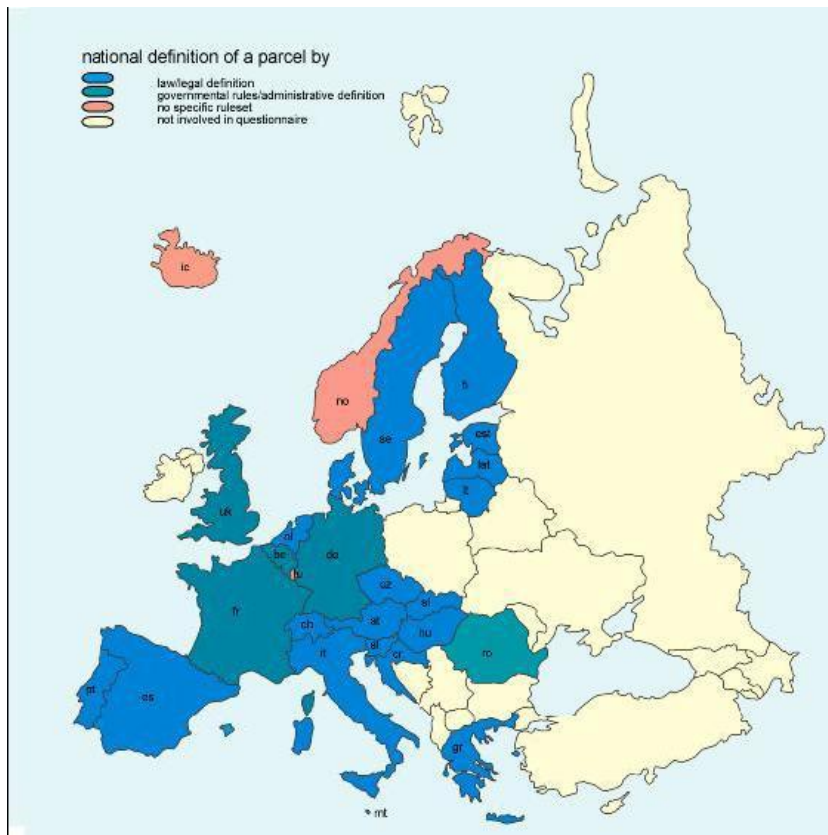 national definition of a parcel by
law/legal definition
governmental rules/administrative definition
no specific ruleset
not involved in questionnaire
ic
no
fi
se
est
lat
lt
uk
nl
be
de
lu
cz
sl
fr
ch
at
hu
sl
cr
it
ro
pt
es
gr
mt